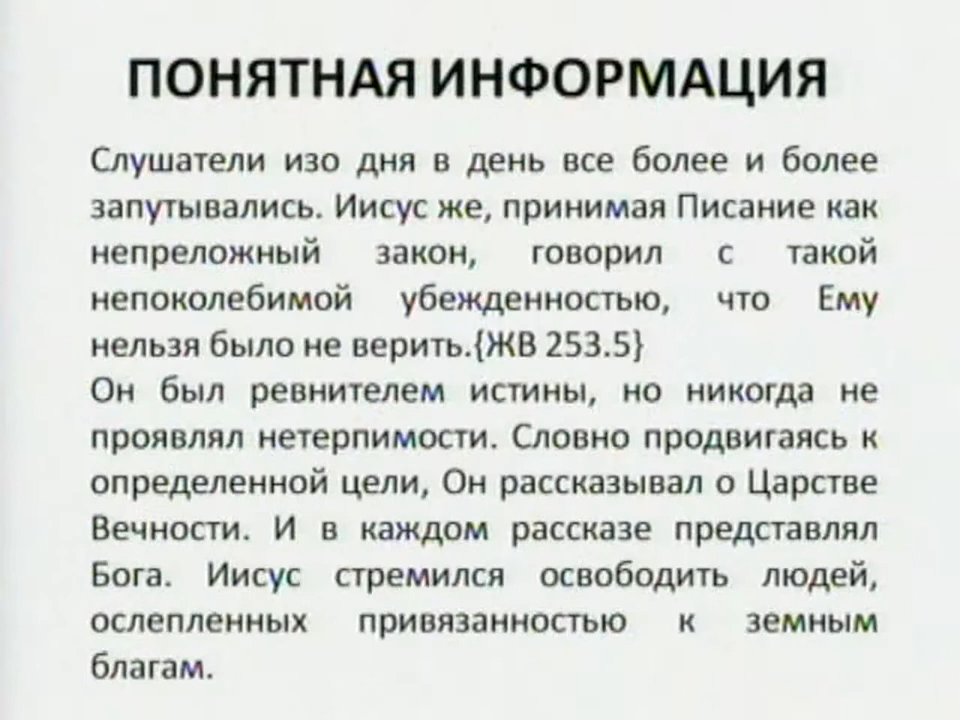 ПОНЯТНАЯ ИНФОРМАЦИЯ
Слушатели изо дня в день все более и более
запутывались. Иисус же, принимая Писание как
непреложный закон, говорил с такой
непоколебимой убежденностью, что Ему
нельзя было не верить.{ЖВ 253.5}
Он был ревнителем истины, но никогда не
проявлял нетерпимости. Словно продвигаясь к
определенной цели, Он рассказывал о Царстве
Вечности. И в каждом рассказе представлял
Бога. Иисус стремился освободить людей,
ослепленных привязанностью к земным
благам.